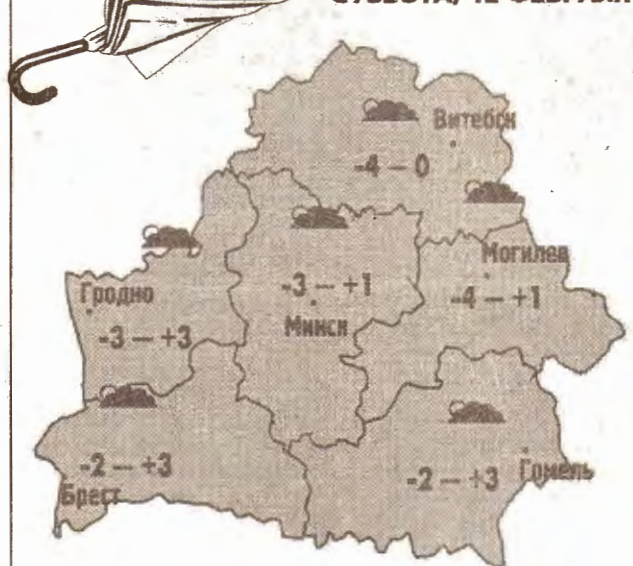 СУББОТА, 12 ФЕВРАЛЯ
Витебск
-4 — 0
Могилев
-4 — +1
-3 — +1
Минск
Гродно
-3 — +3
-2 — +3
Брест
-2 — +3
Гомель